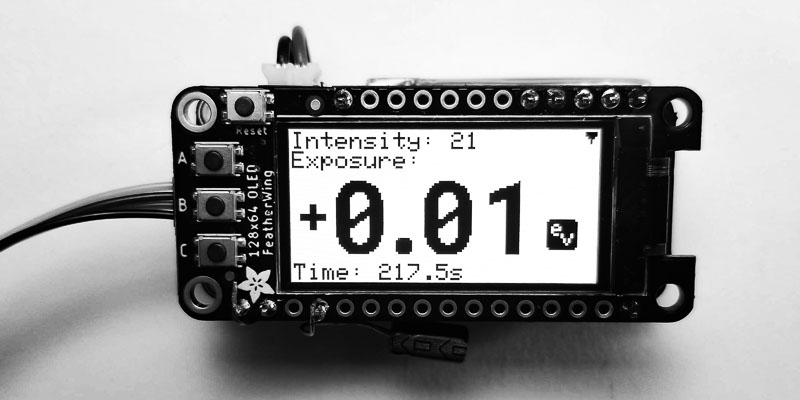 Reset
A
B
C
128x64 OLED
FeatherWing
Intensity: 21
Exposure:
+0.01 eV
Time: 217.5s